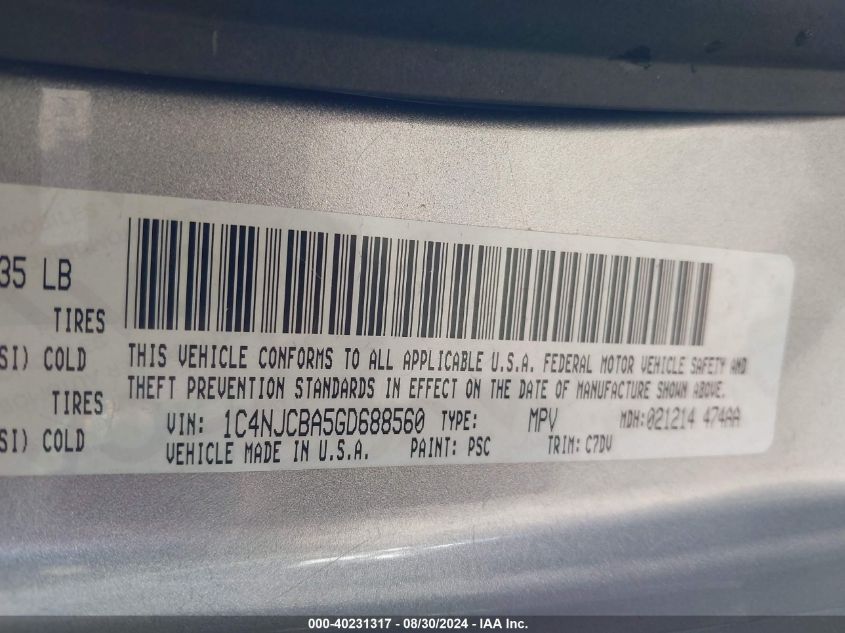 35 LB
TIRES
SI) COLD
TIRES
SI) COLD
THIS VEHICLE CONFORMS TO ALL APPLICABLE U.S.A. FEDERAL MOTOR VEHICLE SAFETY AND
THEFT PREVENTION STANDARDS IN EFFECT ON THE DATE OF MANUFACTURE SHOWN ABOVE.
VIN: 1C4NJCBA5GD688560 TYPE: MPV MDH:021214 474AA
VEHICLE MADE IN U.S.A. PAINT: PSC TRIM: C7DV
000-40231317 - 08/30/2024 - IAA Inc.